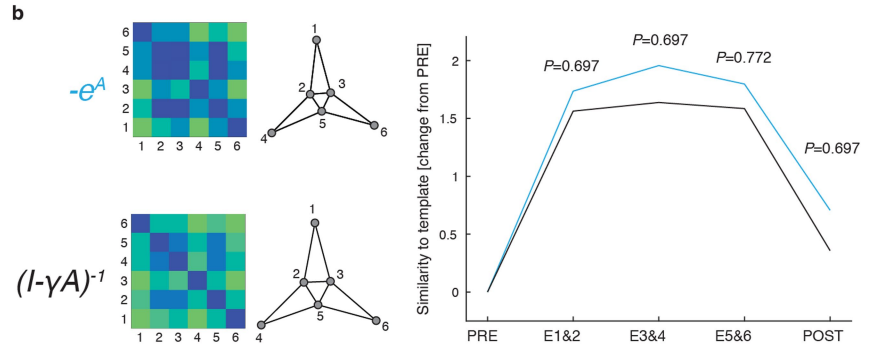 b
-e^A
6
5
4
3
2
1
1 2 3 4 5 6
1
2 3
5
4
6
(I-γA)^-1
6
5
4
3
2
1
1 2 3 4 5 6
1
2 3
5
4
6
Similarity to template [change from PRE]
2
1.5
1
0.5
0
P=0.697
P=0.697
P=0.772
P=0.697
PRE E1&2 E3&4 E5&6 POST